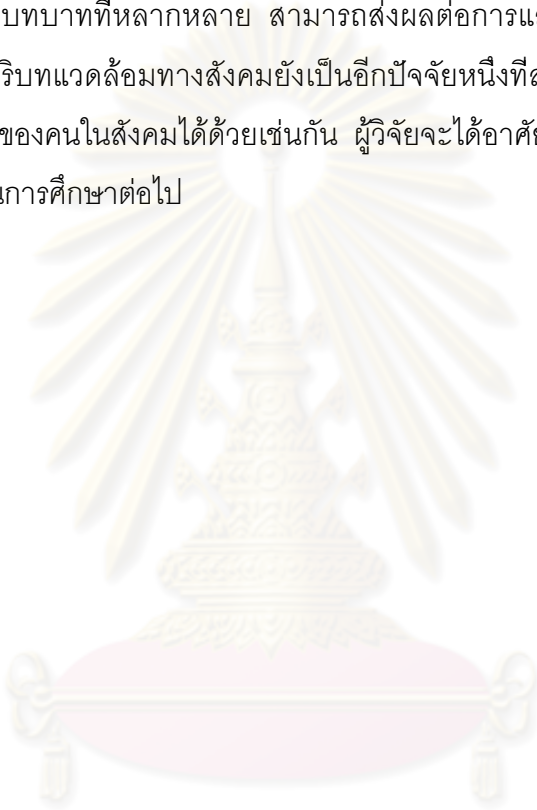 บทบาทที่หลากหลาย สามารถส่งผลต่อการแ
ริบทแวดล้อมทางสังคมยังเป็นอีกปัจจัยหนึ่งที่ส
ของคนในสังคมได้ด้วยเช่นกัน ผู้วิจัยจะได้อาศัย
นการศึกษาต่อไป